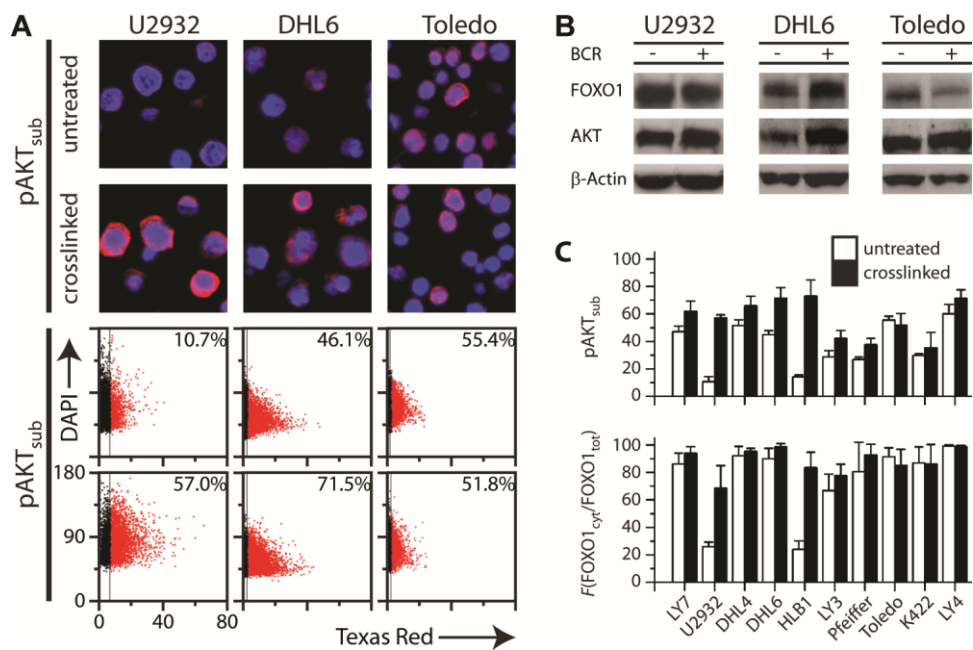 A
U2932 DHL6 Toledo
pAKTsub
untreated
crosslinked
pAKTsub
DAPI
10.7% 46.1% 55.4%
57.0% 71.5% 51.8%
180
90
0
0 40 80
Texas Red
B
U2932 DHL6 Toledo
BCR - + - + - +
FOXO1
AKT
β-Actin
C
untreated
crosslinked
pAKTsub
100
80
60
40
20
0
F(FOXO1cyt/FOXO1tot)
100
80
60
40
20
0
LY7 U2932 DHL4 DHL6 HLB1 LY3 Pfeiffer Toledo K422 LY4